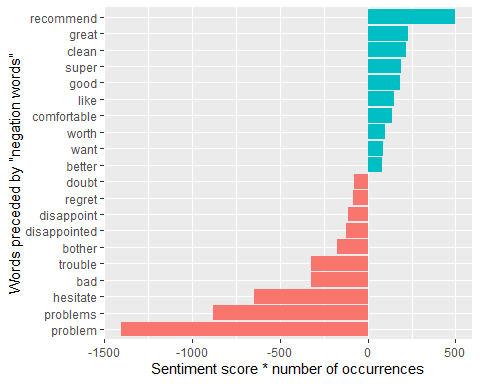 Words preceded by "negation words"
recommend
great
clean
super
good
like
comfortable
worth
want
better
doubt
regret
disappoint
disappointed
bother
trouble
bad
hesitate
problems
problem
-1500 -1000 -500 0 500
Sentiment score * number of occurrences